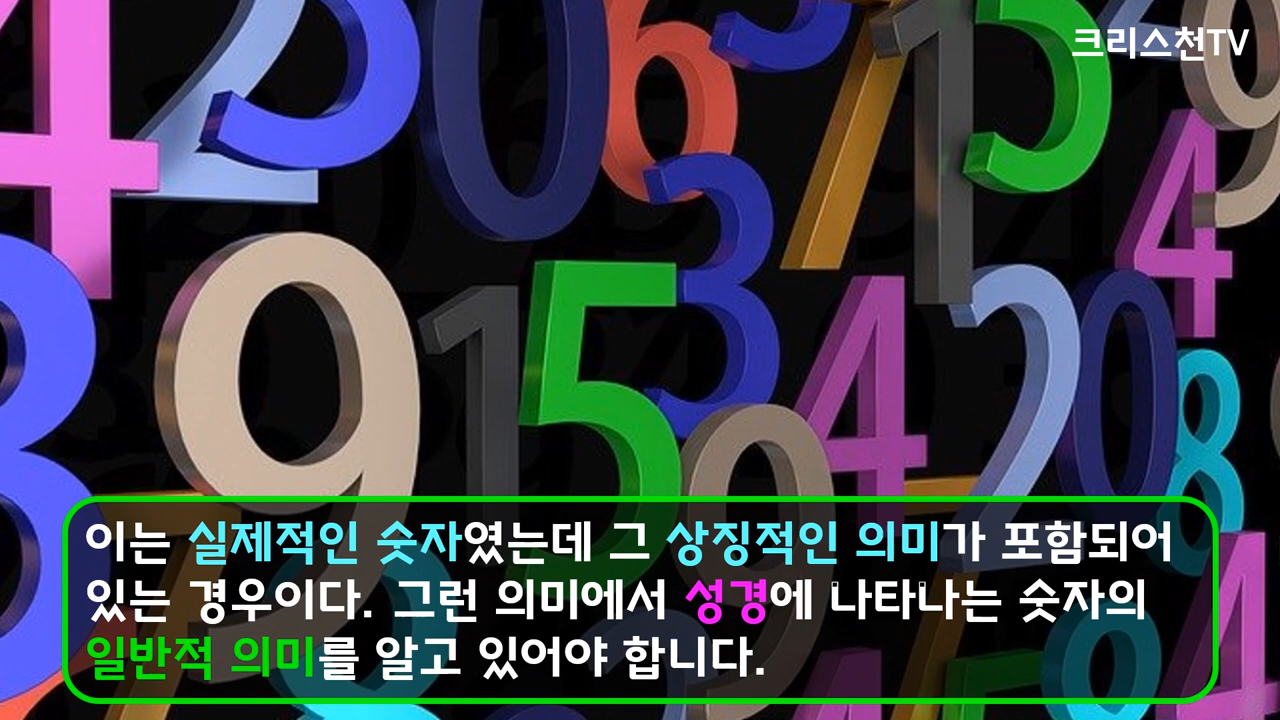 크리스천TV
이는 실제적인 숫자였는데 그 상징적인 의미가 포함되어
있는 경우이다. 그런 의미에서 성경에 나타나는 숫자의
일반적 의미를 알고 있어야 합니다.